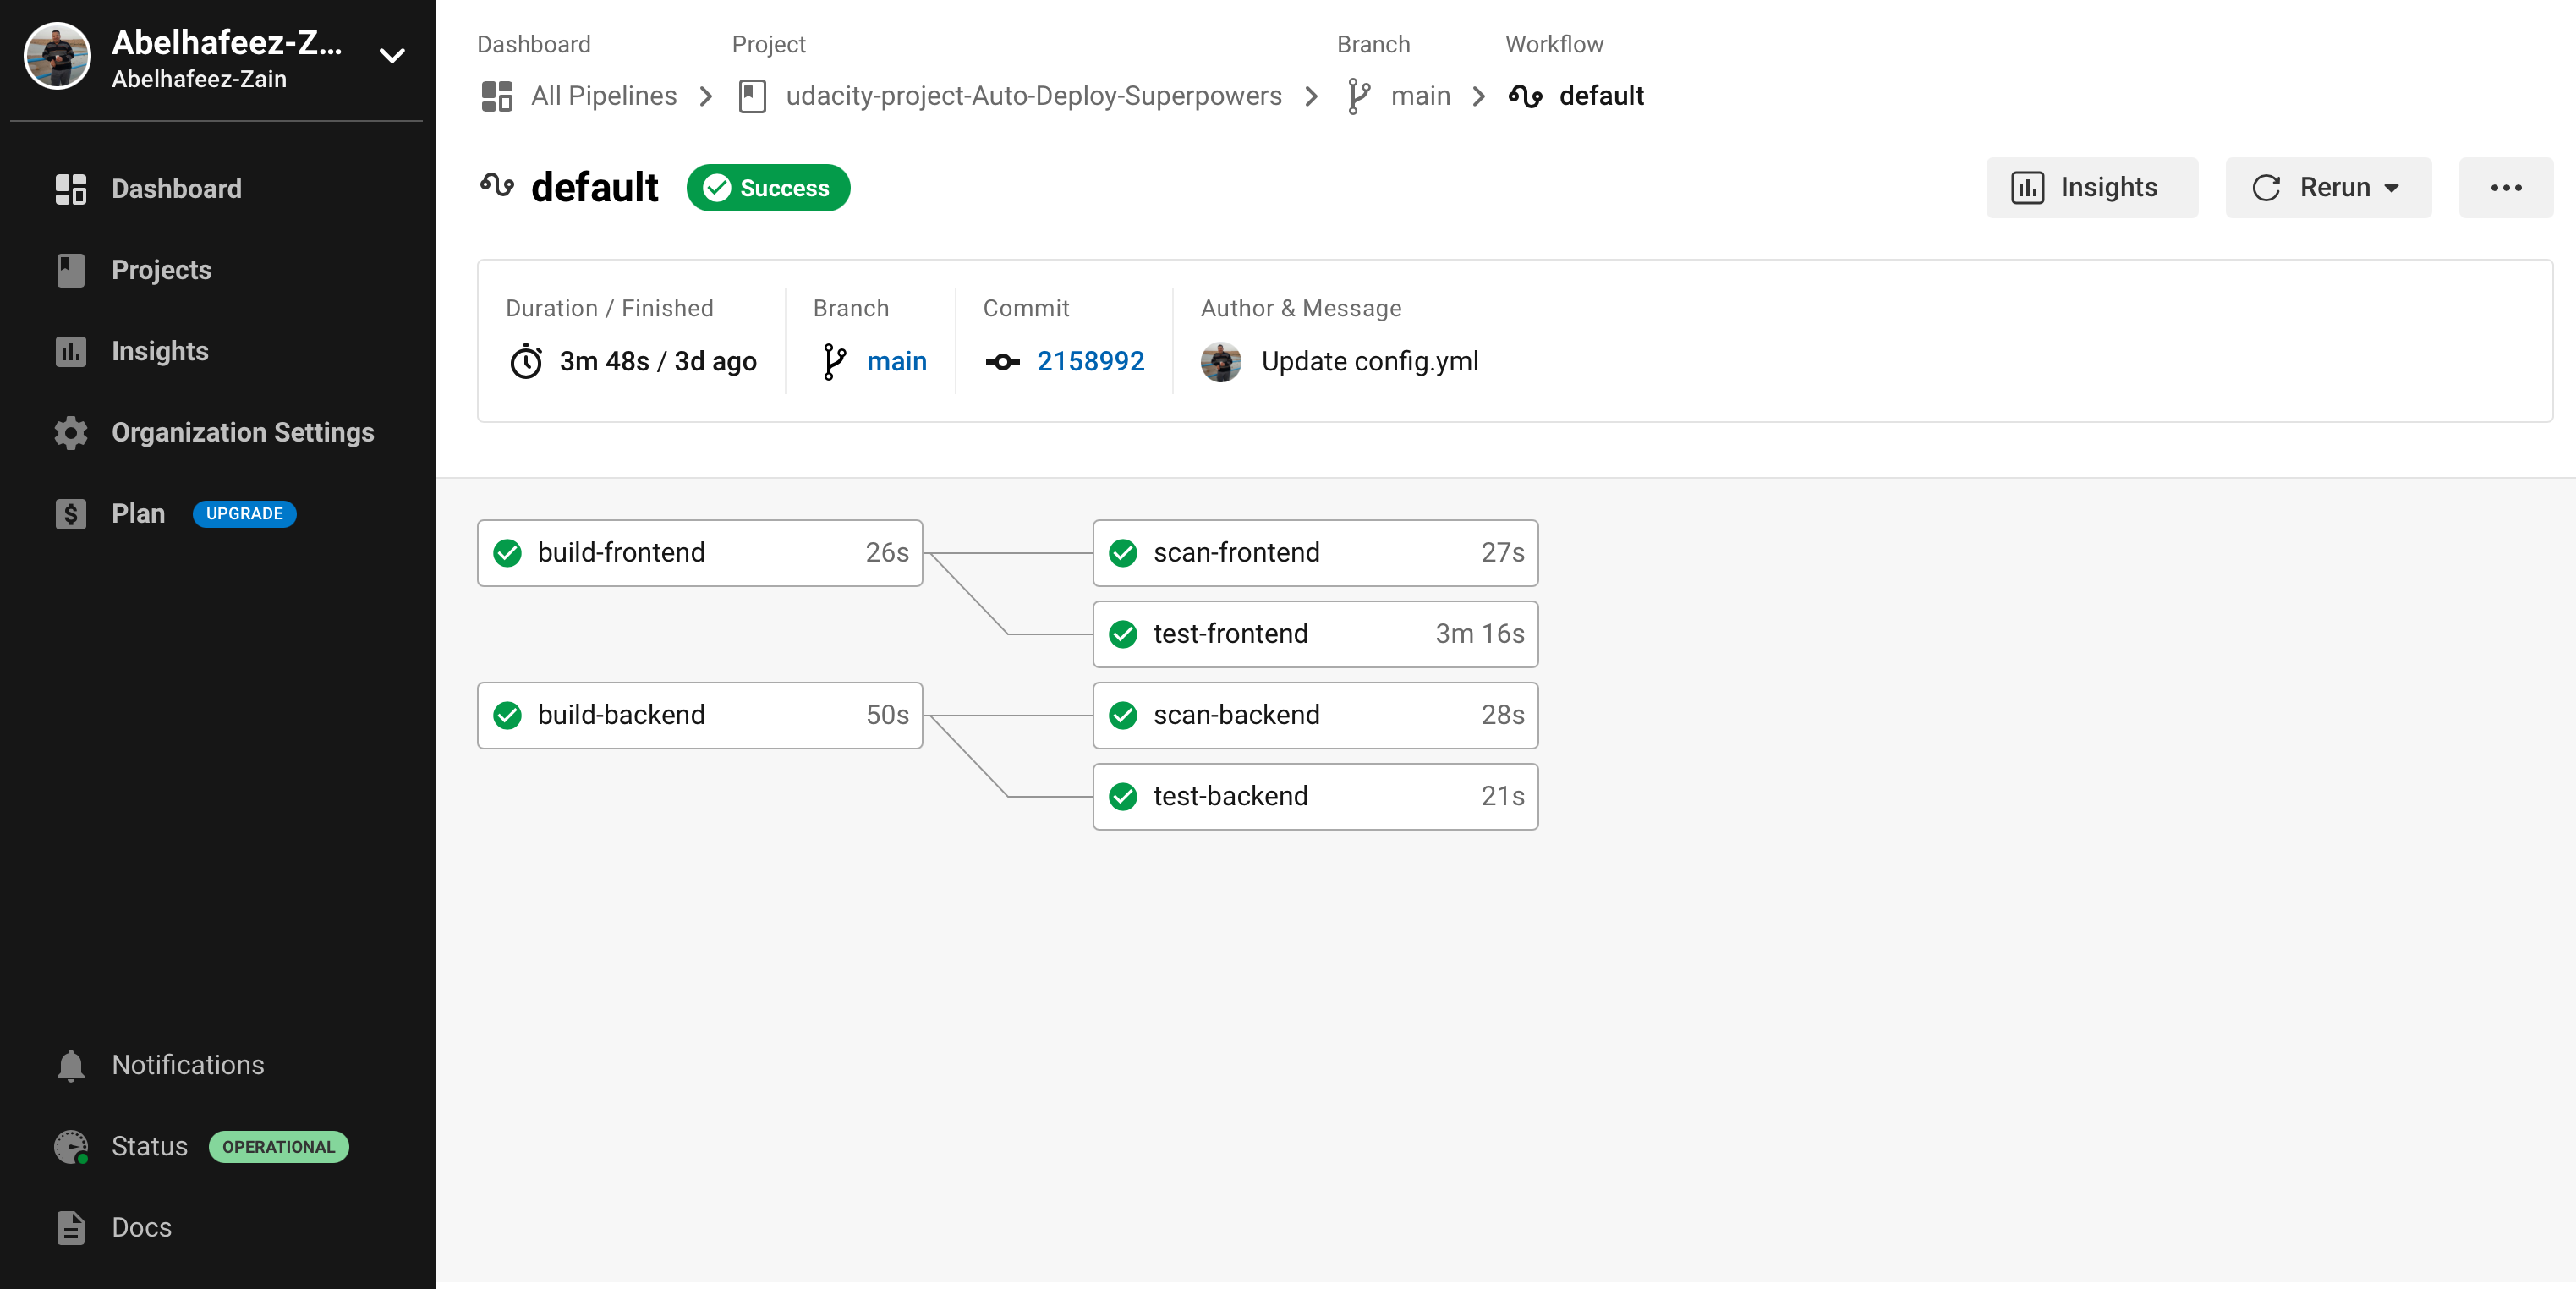 Abelhafeez-Z...
Abelhafeez-Zain
Dashboard
Projects
Insights
Organization Settings
Plan UPGRADE
Notifications
Status OPERATIONAL
Docs
Dashboard Project Branch Workflow
All Pipelines udacity-project-Auto-Deploy-Superpowers main default
default Success Insights Rerun
Duration / Finished Branch Commit Author & Message
3m 48s / 3d ago main 2158992 Update config.yml
build-frontend 26s scan-frontend 27s
test-frontend 3m 16s
build-backend 50s scan-backend 28s
test-backend 21s